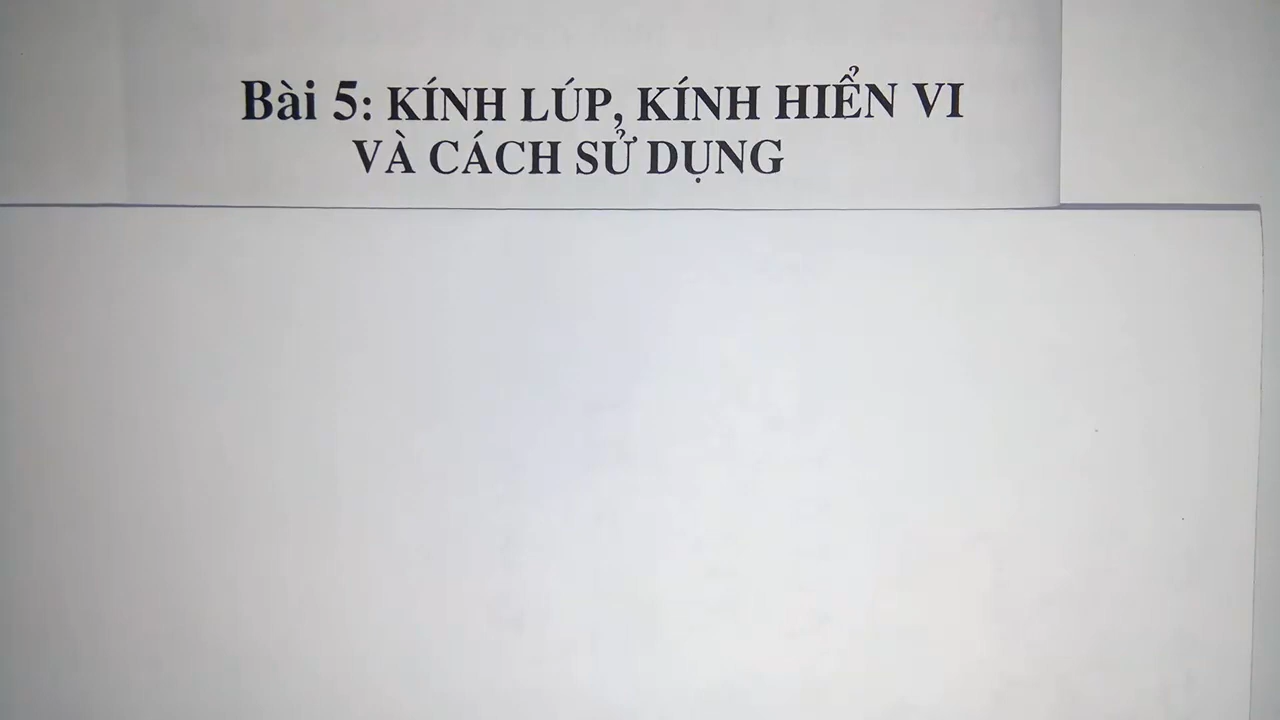 Bài 5: KÍNH LÚP, KÍNH HIỂN VI
VÀ CÁCH SỬ DỤNG